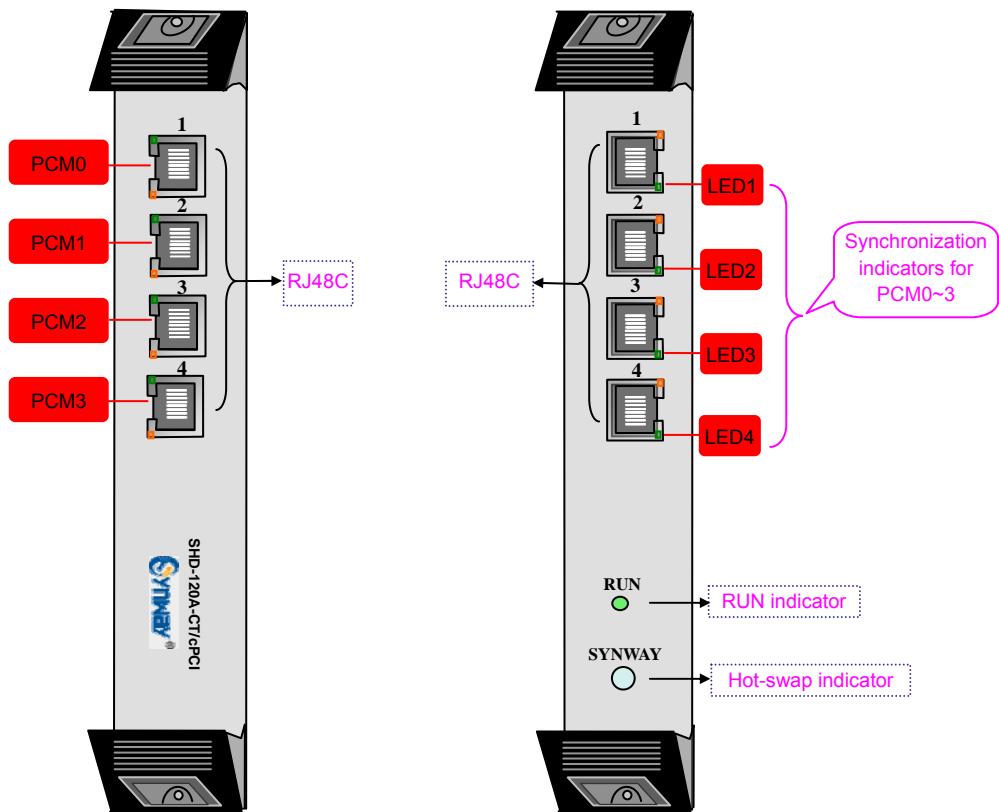 1
PCM0
2
PCM1
3
PCM2
4
PCM3
RJ48C
SHD-120A-CT/cPCI
SYNWAY®
1
LED1
2
LED2
3
LED3
4
LED4
RJ48C
Synchronization
indicators for
PCM0~3
RUN
RUN indicator
SYNWAY
Hot-swap indicator